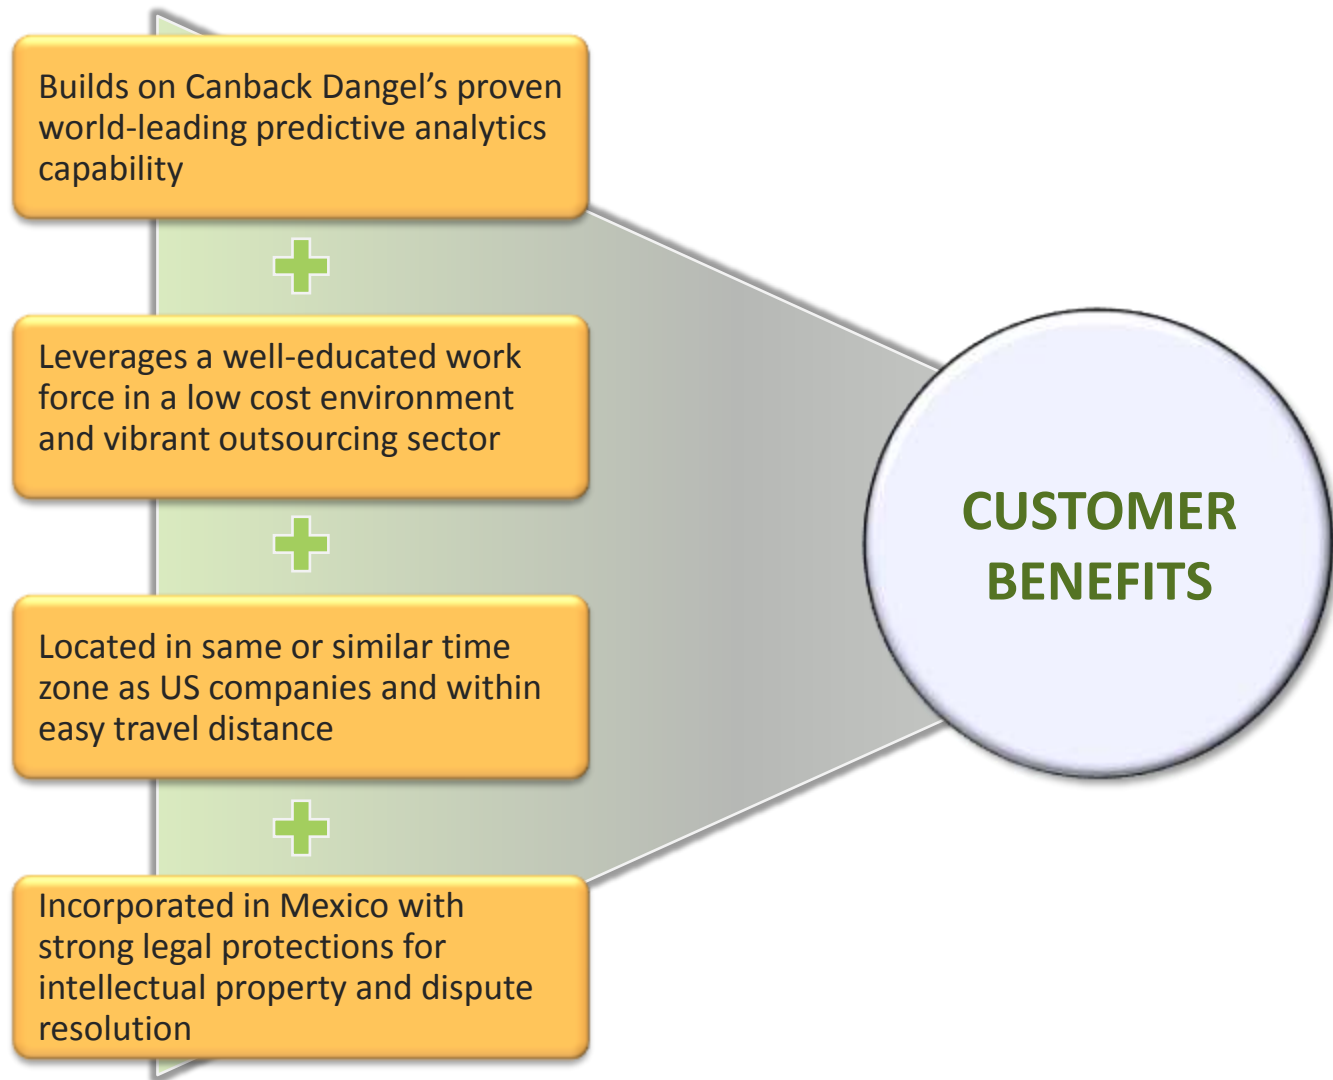 Builds on Canback Dangel’s proven
world-leading predictive analytics
capability
Leverages a well-educated work
force in a low cost environment
and vibrant outsourcing sector
Located in same or similar time
zone as US companies and within
easy travel distance
Incorporated in Mexico with
strong legal protections for
intellectual property and dispute
resolution
CUSTOMER
BENEFITS